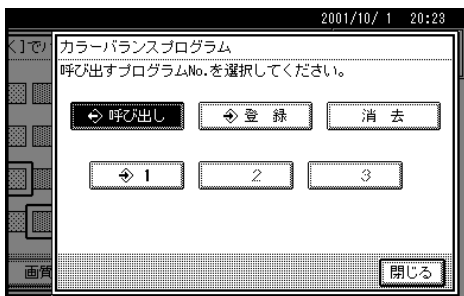 2001/10/ 1 20:23
く]でﾊ
カラーバランスプログラム
呼び出すプログラムNo.を選択してください。
呼び出し
登 録
消 去
1
2
3
画質
閉じる